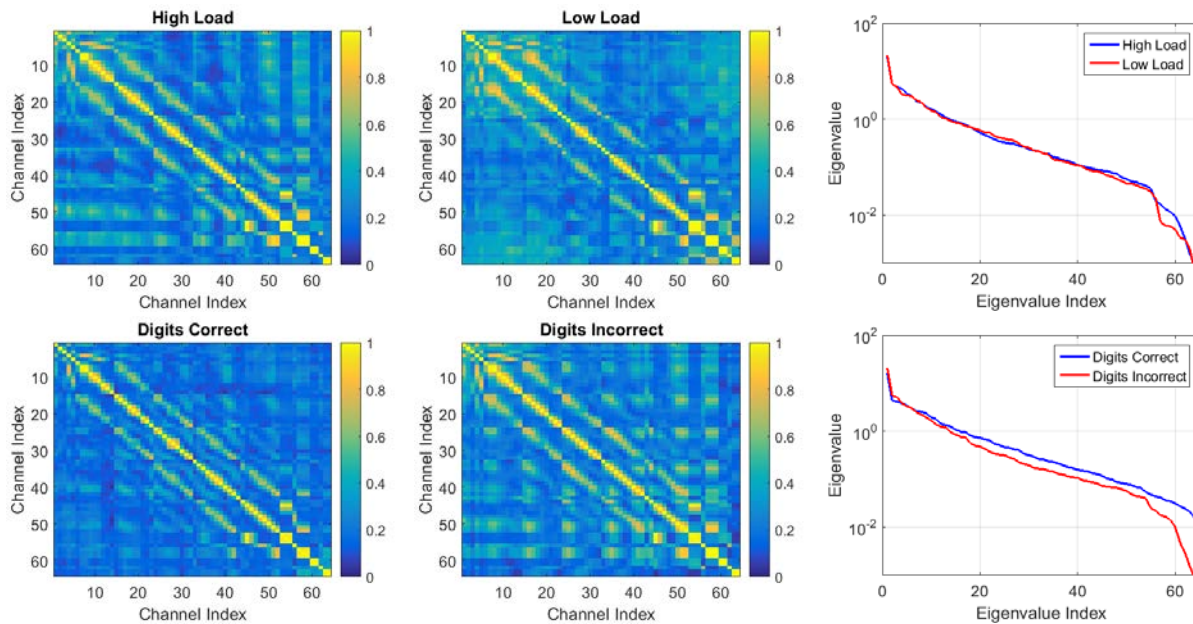 High Load
Channel Index
10
20
30
40
50
60
10 20 30 40 50 60
Channel Index
1
0.8
0.6
0.4
0.2
0
Low Load
Channel Index
10
20
30
40
50
60
10 20 30 40 50 60
Channel Index
1
0.8
0.6
0.4
0.2
0
Eigenvalue
10^2
10^0
10^-2
0 20 40 60
Eigenvalue Index
High Load
Low Load
Digits Correct
Channel Index
10
20
30
40
50
60
10 20 30 40 50 60
Channel Index
1
0.8
0.6
0.4
0.2
0
Digits Incorrect
Channel Index
10
20
30
40
50
60
10 20 30 40 50 60
Channel Index
1
0.8
0.6
0.4
0.2
0
Eigenvalue
10^2
10^0
10^-2
0 20 40 60
Eigenvalue Index
Digits Correct
Digits Incorrect